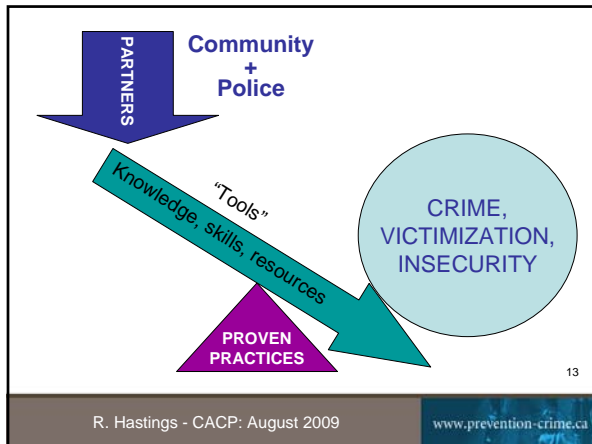 PARTNERS
Community
+
Police
"Tools"
Knowledge, skills, resources
CRIME,
VICTIMIZATION,
INSECURITY
PROVEN
PRACTICES
13
R. Hastings - CACP: August 2009
www.prevention-crime.ca